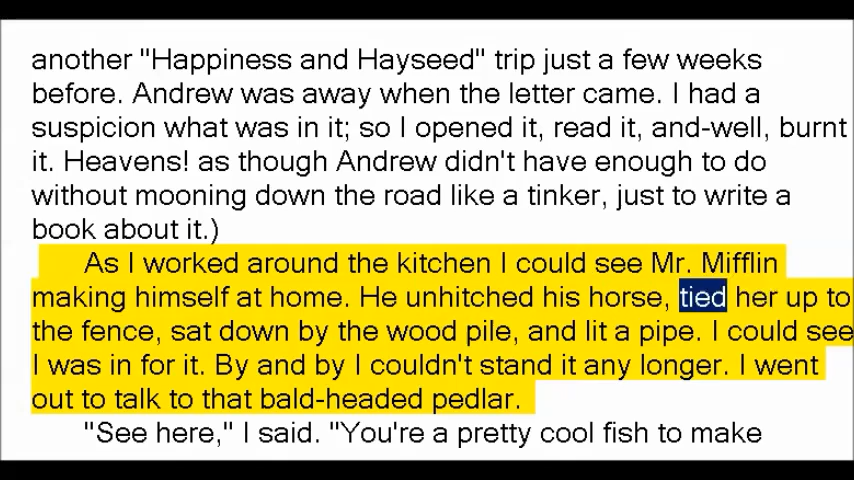 another "Happiness and Hayseed" trip just a few weeks
before. Andrew was away when the letter came. I had a
suspicion what was in it; so I opened it, read it, and-well, burnt
it. Heavens! as though Andrew didn't have enough to do
without mooning down the road like a tinker, just to write a
book about it.)
As I worked around the kitchen I could see Mr. Mifflin
making himself at home. He unhitched his horse, tied her up to
the fence, sat down by the wood pile, and lit a pipe. I could see
I was in for it. By and by I couldn't stand it any longer. I went
out to talk to that bald-headed pedlar.
"See here," I said. "You're a pretty cool fish to make